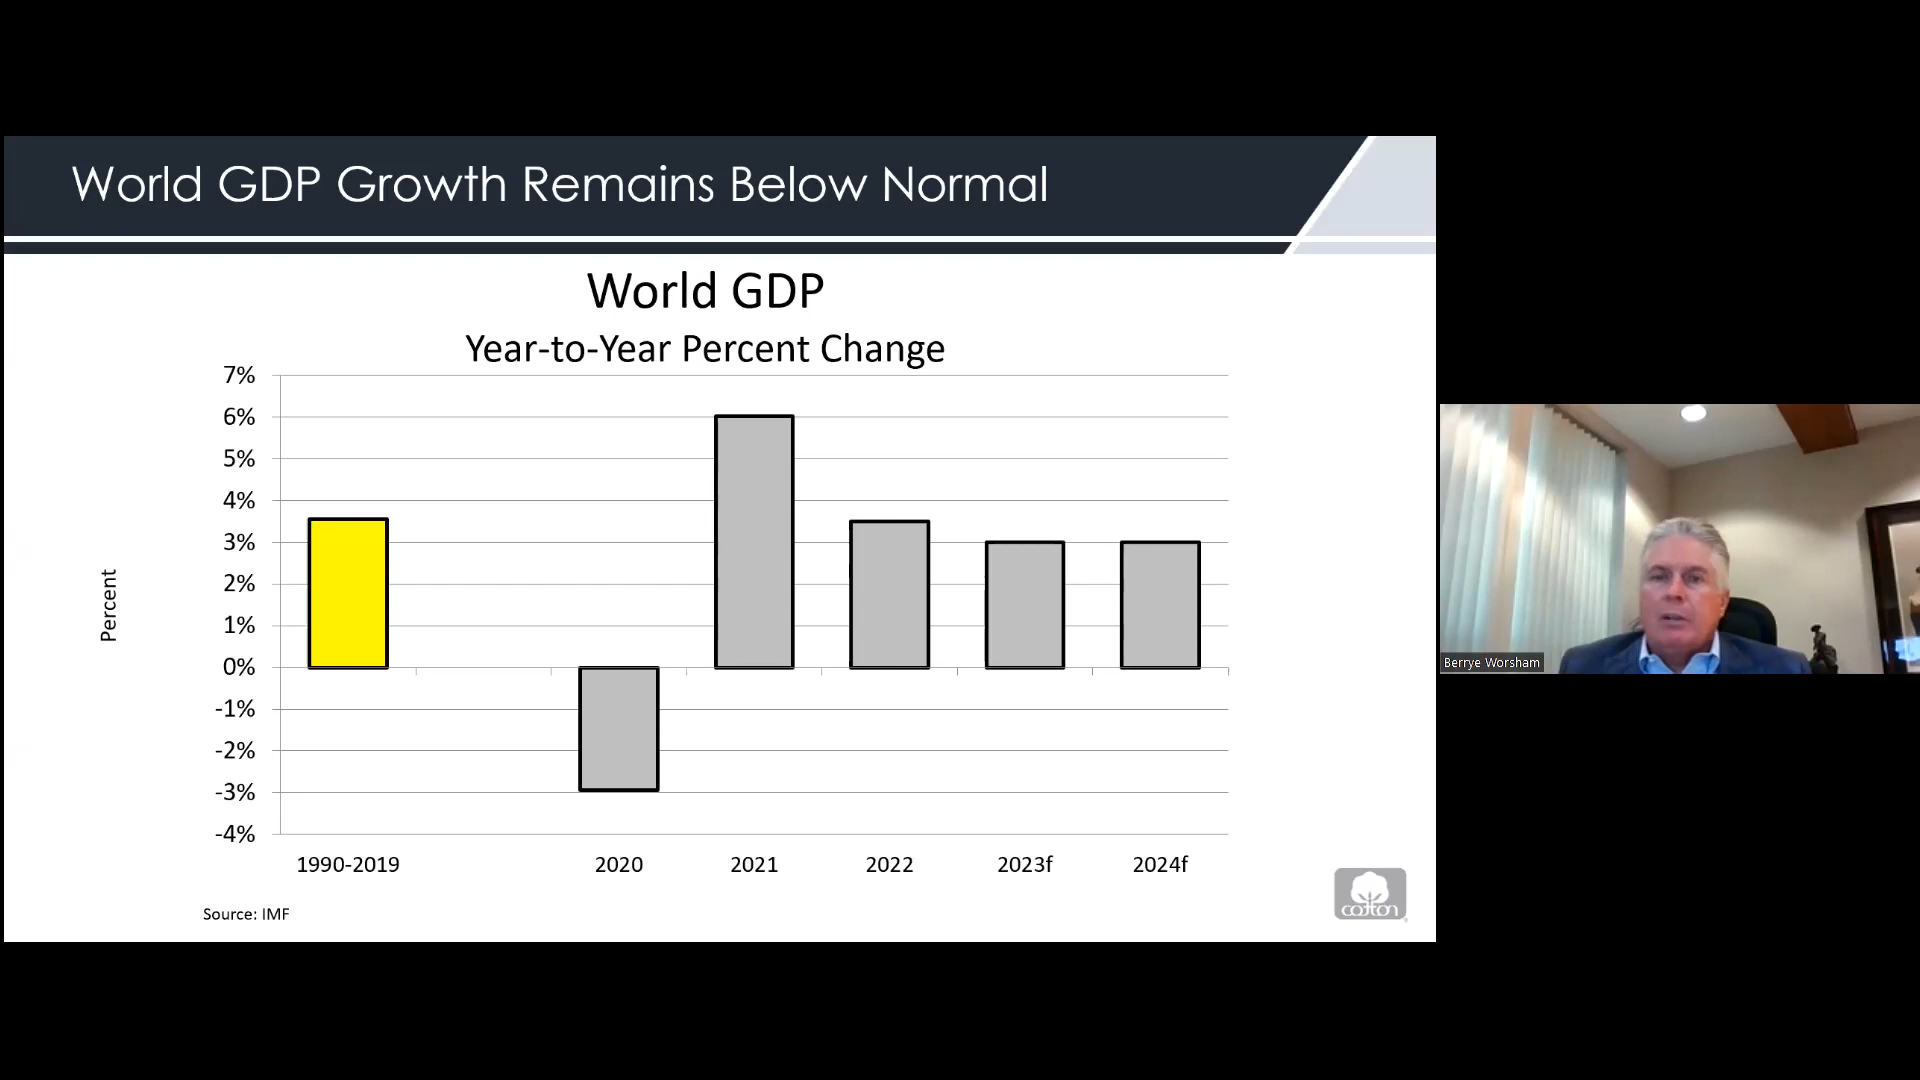 World GDP Growth Remains Below Normal
World GDP
Year-to-Year Percent Change
7%
6%
5%
4%
3%
2%
1%
0%
-1%
-2%
-3%
-4%
Percent
1990-2019 2020 2021 2022 2023f 2024f
Source: IMF
cotton
Berrye Worsham